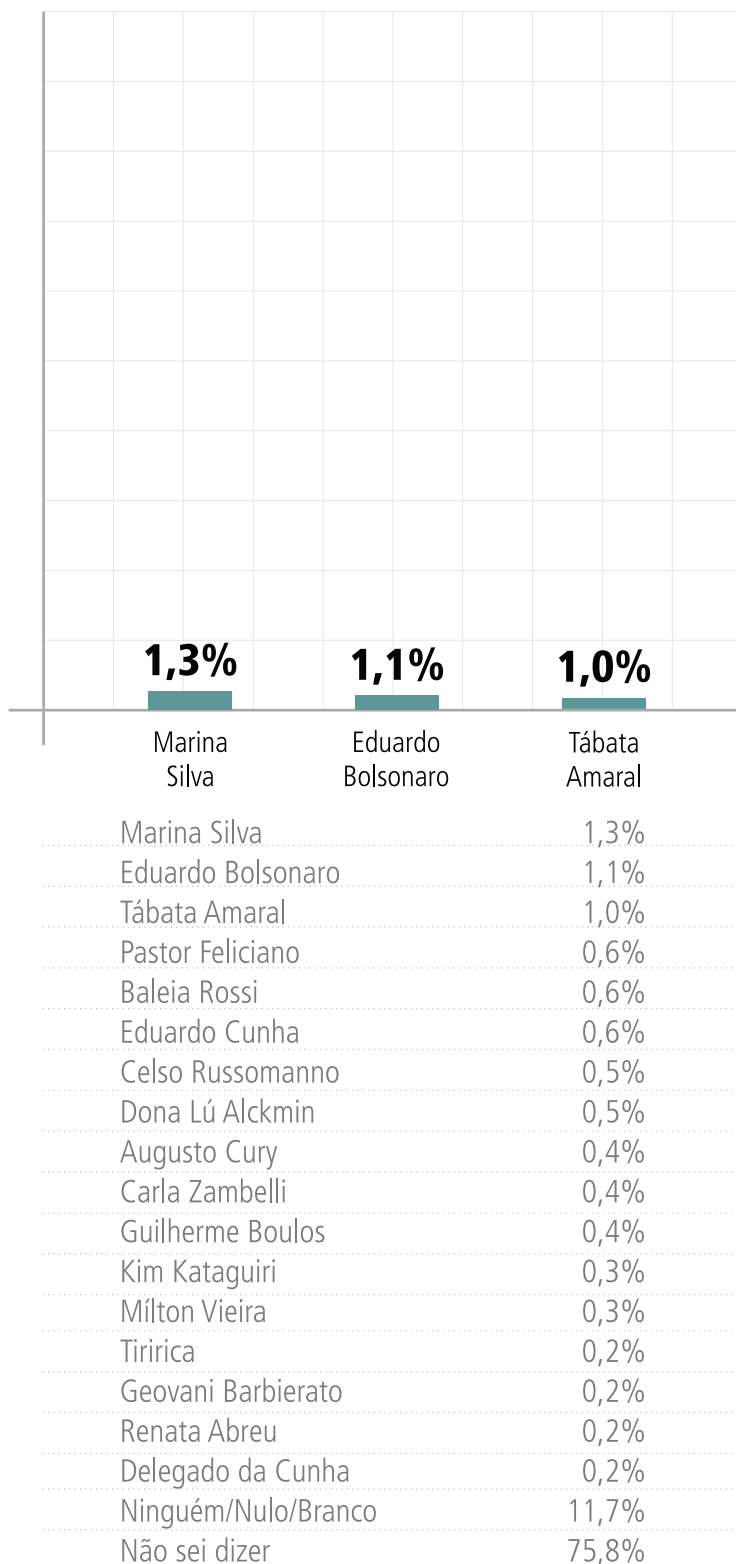 1,3% 1,1% 1,0%
Marina Eduardo Tábata
Silva Bolsonaro Amaral
Marina Silva 1,3%
Eduardo Bolsonaro 1,1%
Tábata Amaral 1,0%
Pastor Feliciano 0,6%
Baleia Rossi 0,6%
Eduardo Cunha 0,6%
Celso Russomanno 0,5%
Dona Lú Alckmin 0,5%
Augusto Cury 0,4%
Carla Zambelli 0,4%
Guilherme Boulos 0,4%
Kim Kataguiri 0,3%
Mílton Vieira 0,3%
Tiririca 0,2%
Geovani Barbierato 0,2%
Renata Abreu 0,2%
Delegado da Cunha 0,2%
Ninguém/Nulo/Branco 11,7%
Não sei dizer 75,8%